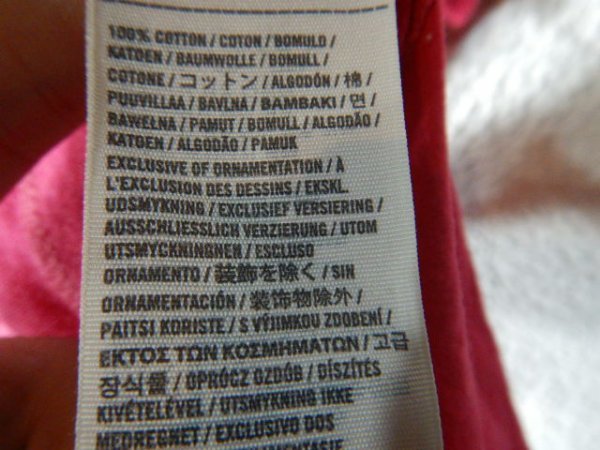 100% COTTON / COTON / BOMULD /
KATOEN / BAUMWOLLE / BOMULL /
COTONE / コットン / ALGODÓN / 棉 /
PUUVILLAA / BAVLNA / BAMBAKI / 면 /
BAWEŁNA / PAMUT / BOMULL / ALGODÃO /
KATOEN / ALGODÃO / PAMUK
EXCLUSIVE OF ORNAMENTATION / À
L'EXCLUSION DES DESSINS / EKSKL.
UDSMYKNING / EXCLUSIEF VERSIERING /
AUSSCHLIESSLICH VERZIERUNG / UTOM
UTSMYCKNINGNEN / ESCLUSO
ORNAMENTO / 装飾を除く / SIN
ORNAMENTACIÓN / 装饰物除外 /
PAITSI KORISTE / S VÝJIMKOU ZDOBENÍ /
ΕΚΤΟΣ ΤΩΝ ΚΟΣΜΗΜΑΤΩΝ / 고급
장식물 / OPRÓCZ OZDÓB / DÍSZÍTÉS
KIVÉTELÉVEL / UTSMYKNING IKKE
MEDREGNET / EXCLUSIVO DOS